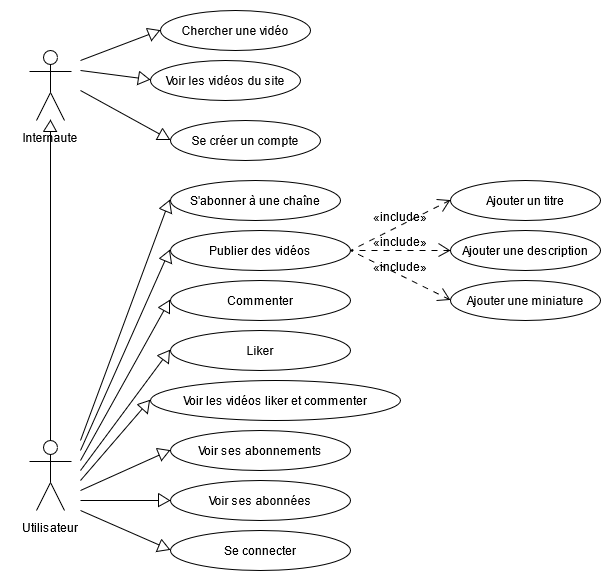 Chercher une vidéo
Voir les vidéos du site
Internaute
Se créer un compte
S'abonner à une chaîne
Ajouter un titre
«include»
Publier des vidéos
«include»
Ajouter une description
«include»
Commenter
Ajouter une miniature
Liker
Voir les vidéos liker et commenter
Voir ses abonnements
Voir ses abonnées
Utilisateur
Se connecter